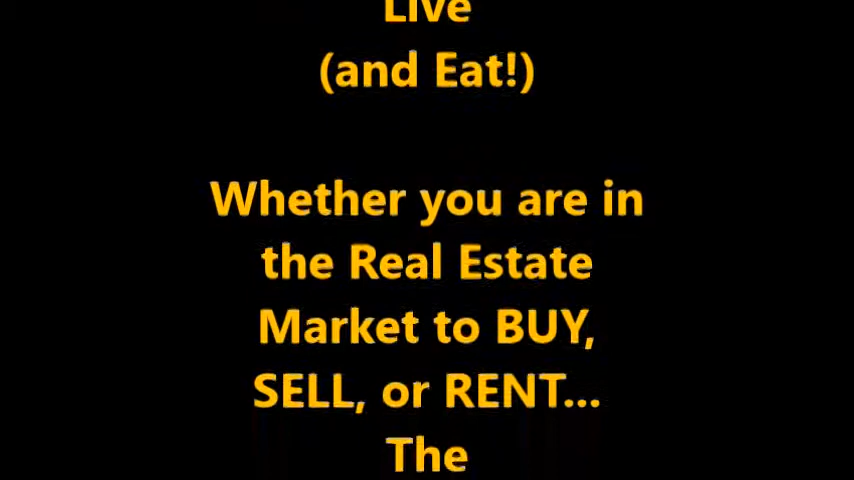 Live
(and Eat!)
Whether you are in
the Real Estate
Market to BUY,
SELL, or RENT...
The